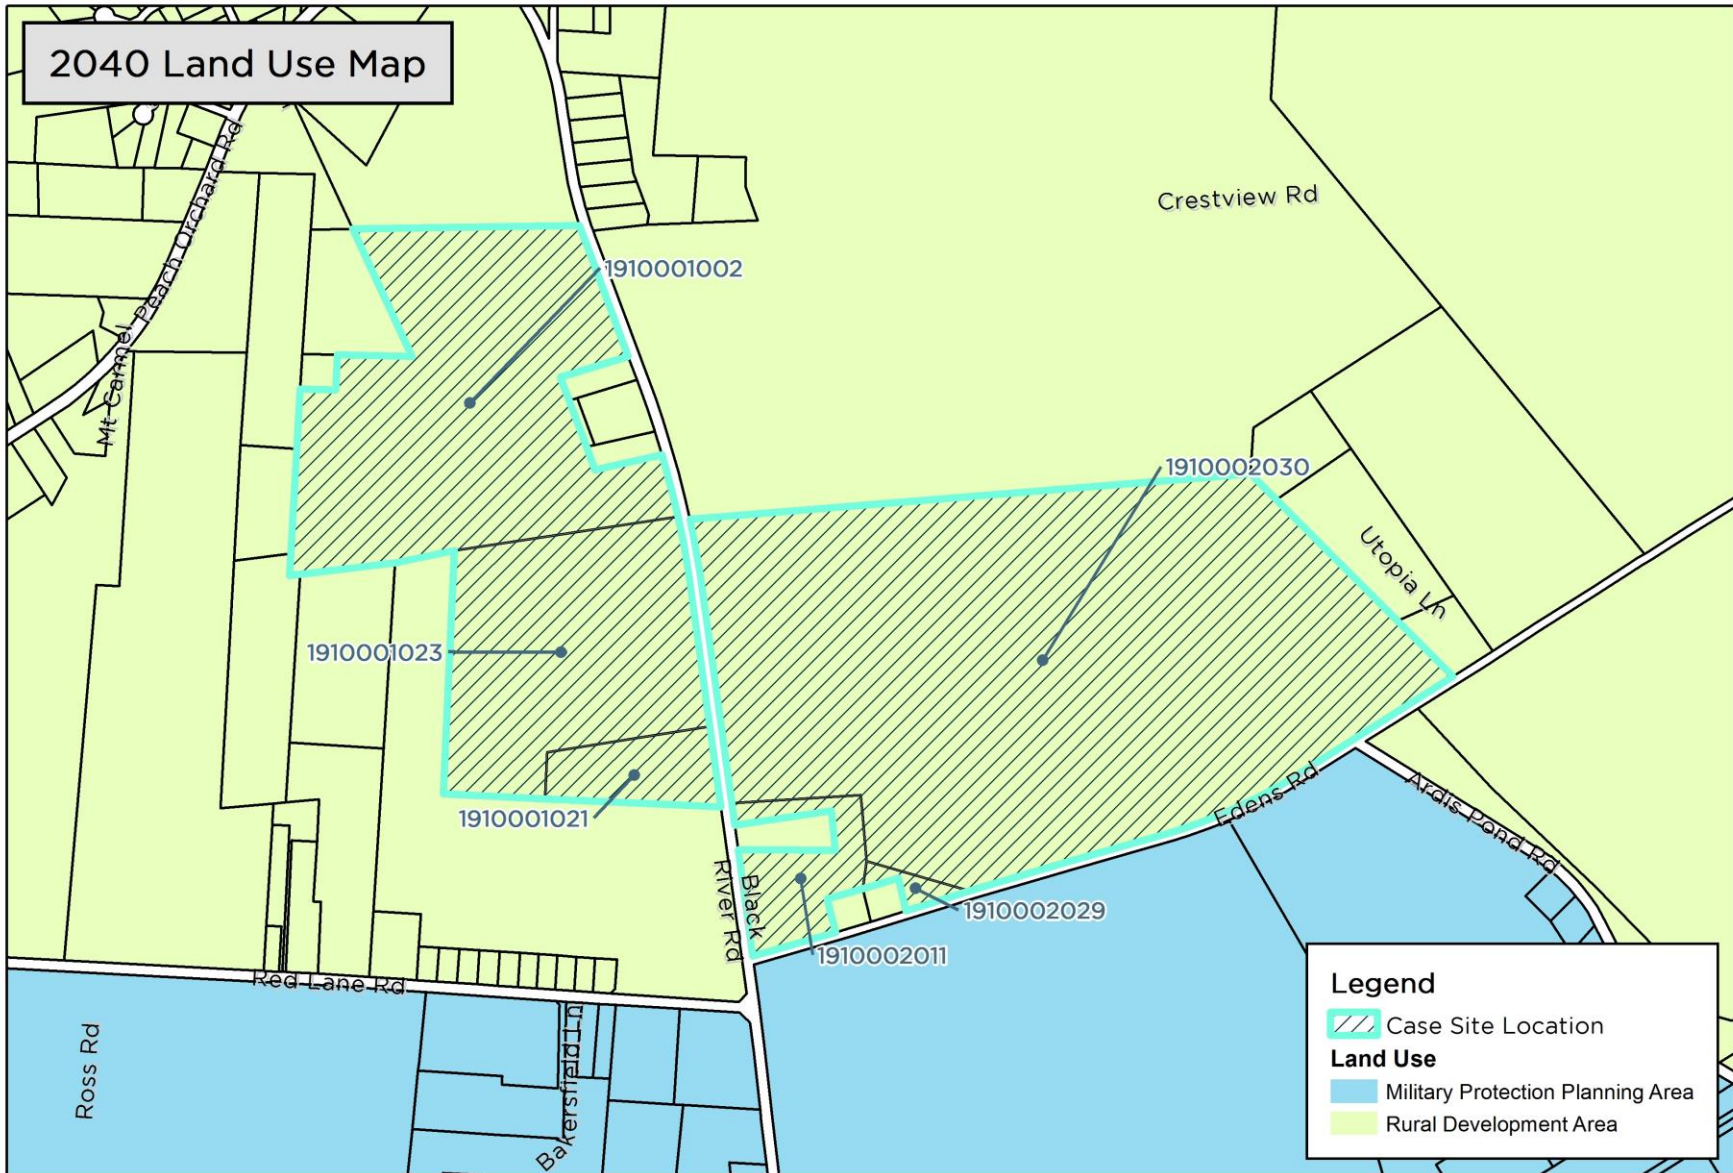 2040 Land Use Map
Peach Orchard Rd
Mt Carmel
Crestview Rd
1910001002
1910002030
Utopia Ln
1910001023
1910001021
Edens Rd
Ardis Pond Rd
Black
River Rd
1910002029
1910002011
Red Lane Rd
Ross Rd
Bakersfield Ln
Legend
Case Site Location
Land Use
Military Protection Planning Area
Rural Development Area